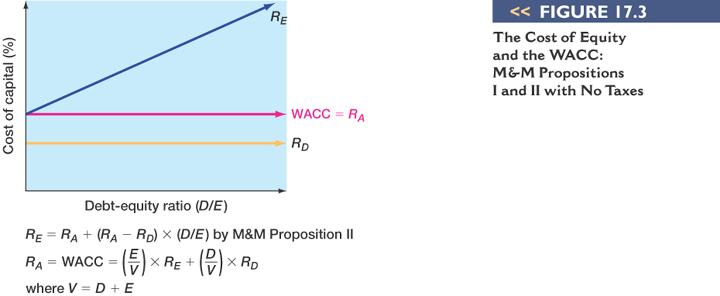 Cost of capital (%)
R_E
WACC = R_A
R_D
Debt-equity ratio (D/E)
R_E = R_A + (R_A − R_D) × (D/E) by M&M Proposition II
R_A = WACC = (E/V) × R_E + (D/V) × R_D
where V = D + E
<< FIGURE 17.3
The Cost of Equity
and the WACC:
M&M Propositions
I and II with No Taxes